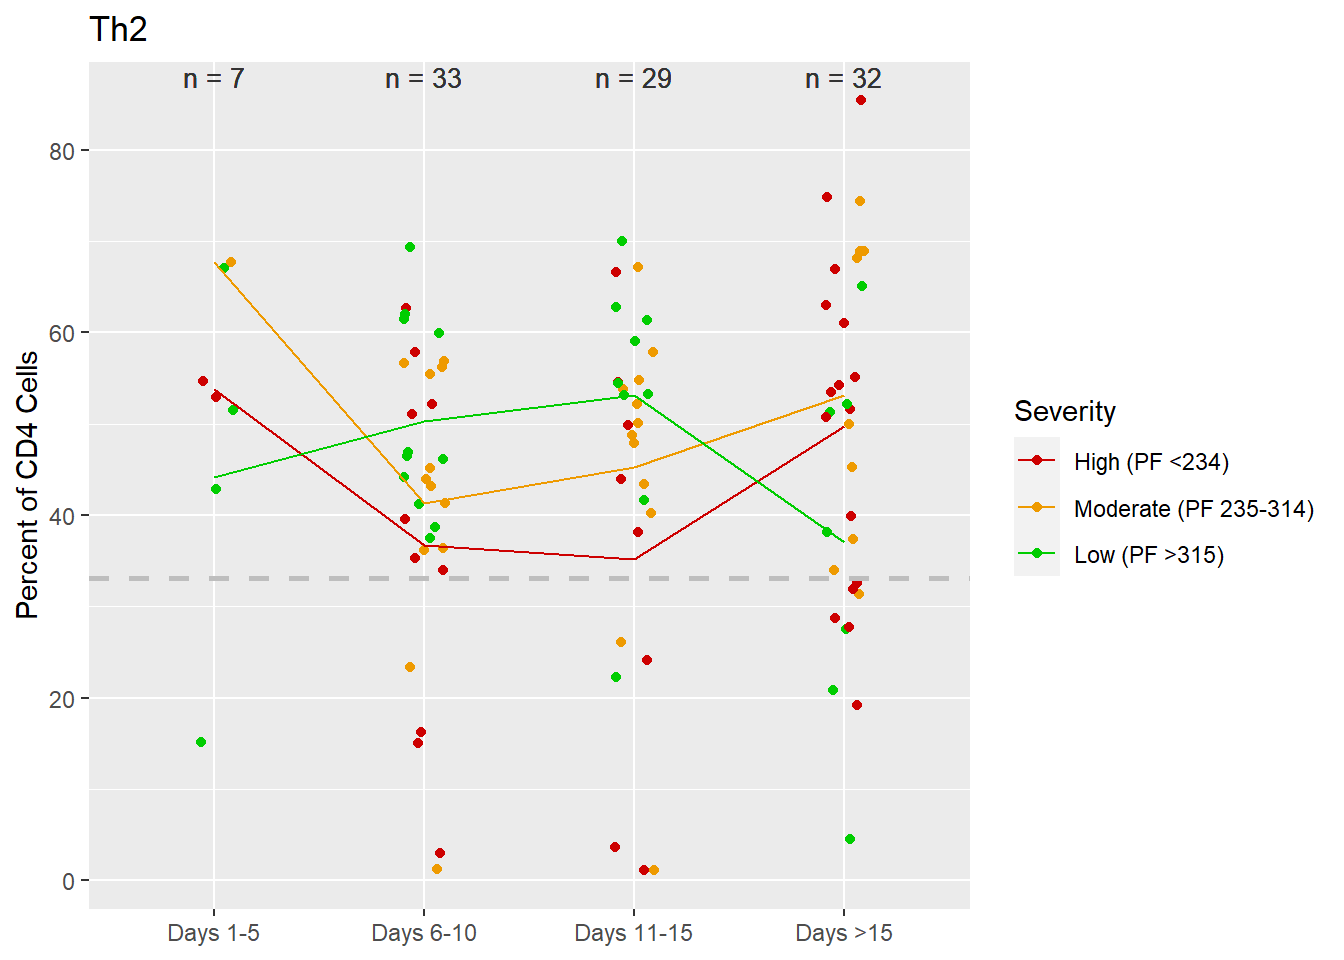 Th2
n = 7
n = 33
n = 29
n = 32
80
60
40
20
0
Percent of CD4 Cells
Days 1-5
Days 6-10
Days 11-15
Days >15
Severity
High (PF <234)
Moderate (PF 235-314)
Low (PF >315)